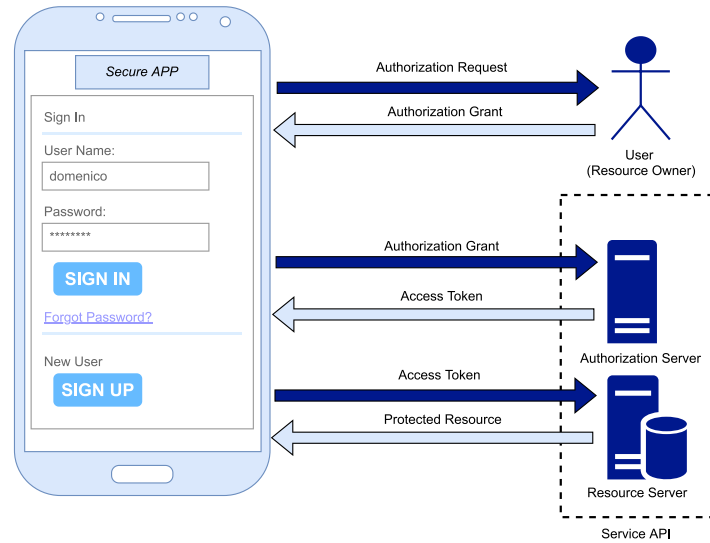 Secure APP
Sign In
User Name:
domenico
Password:
********
SIGN IN
Forgot Password?
New User
SIGN UP
Authorization Request
Authorization Grant
User
(Resource Owner)
Authorization Grant
Access Token
Authorization Server
Access Token
Protected Resource
Resource Server
Service API